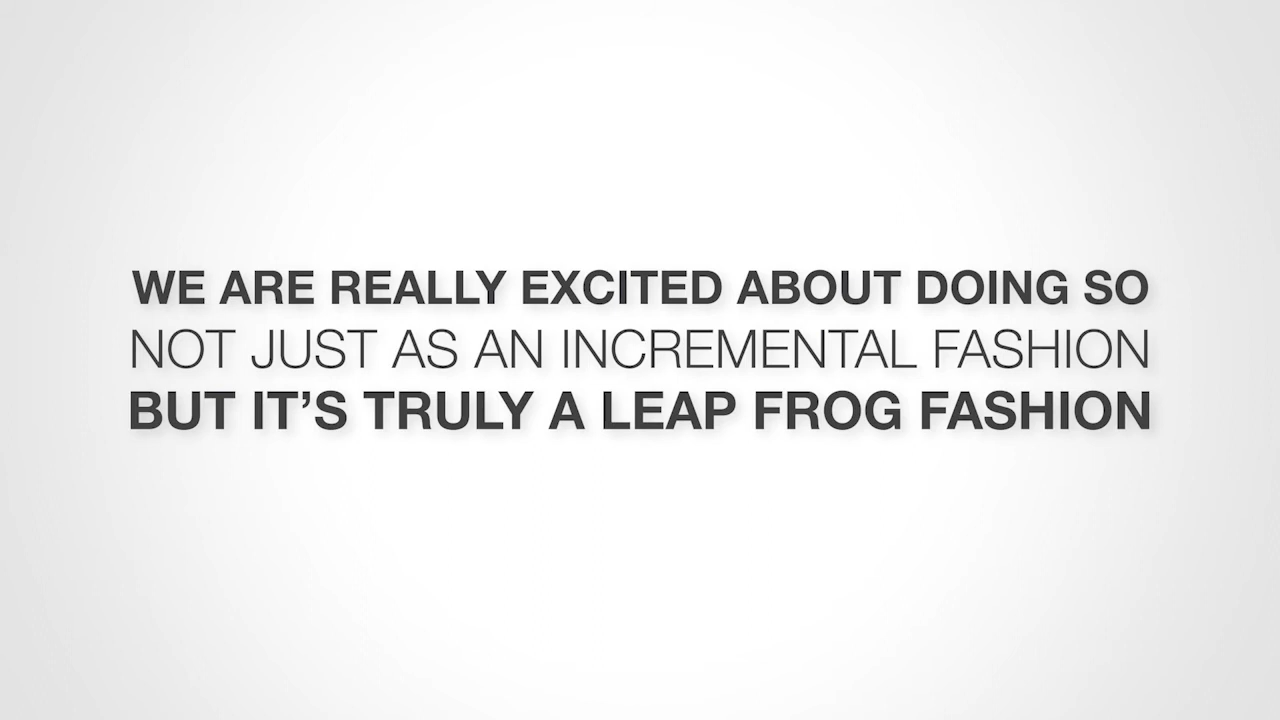 WE ARE REALLY EXCITED ABOUT DOING SO
NOT JUST AS AN INCREMENTAL FASHION
BUT IT’S TRULY A LEAP FROG FASHION